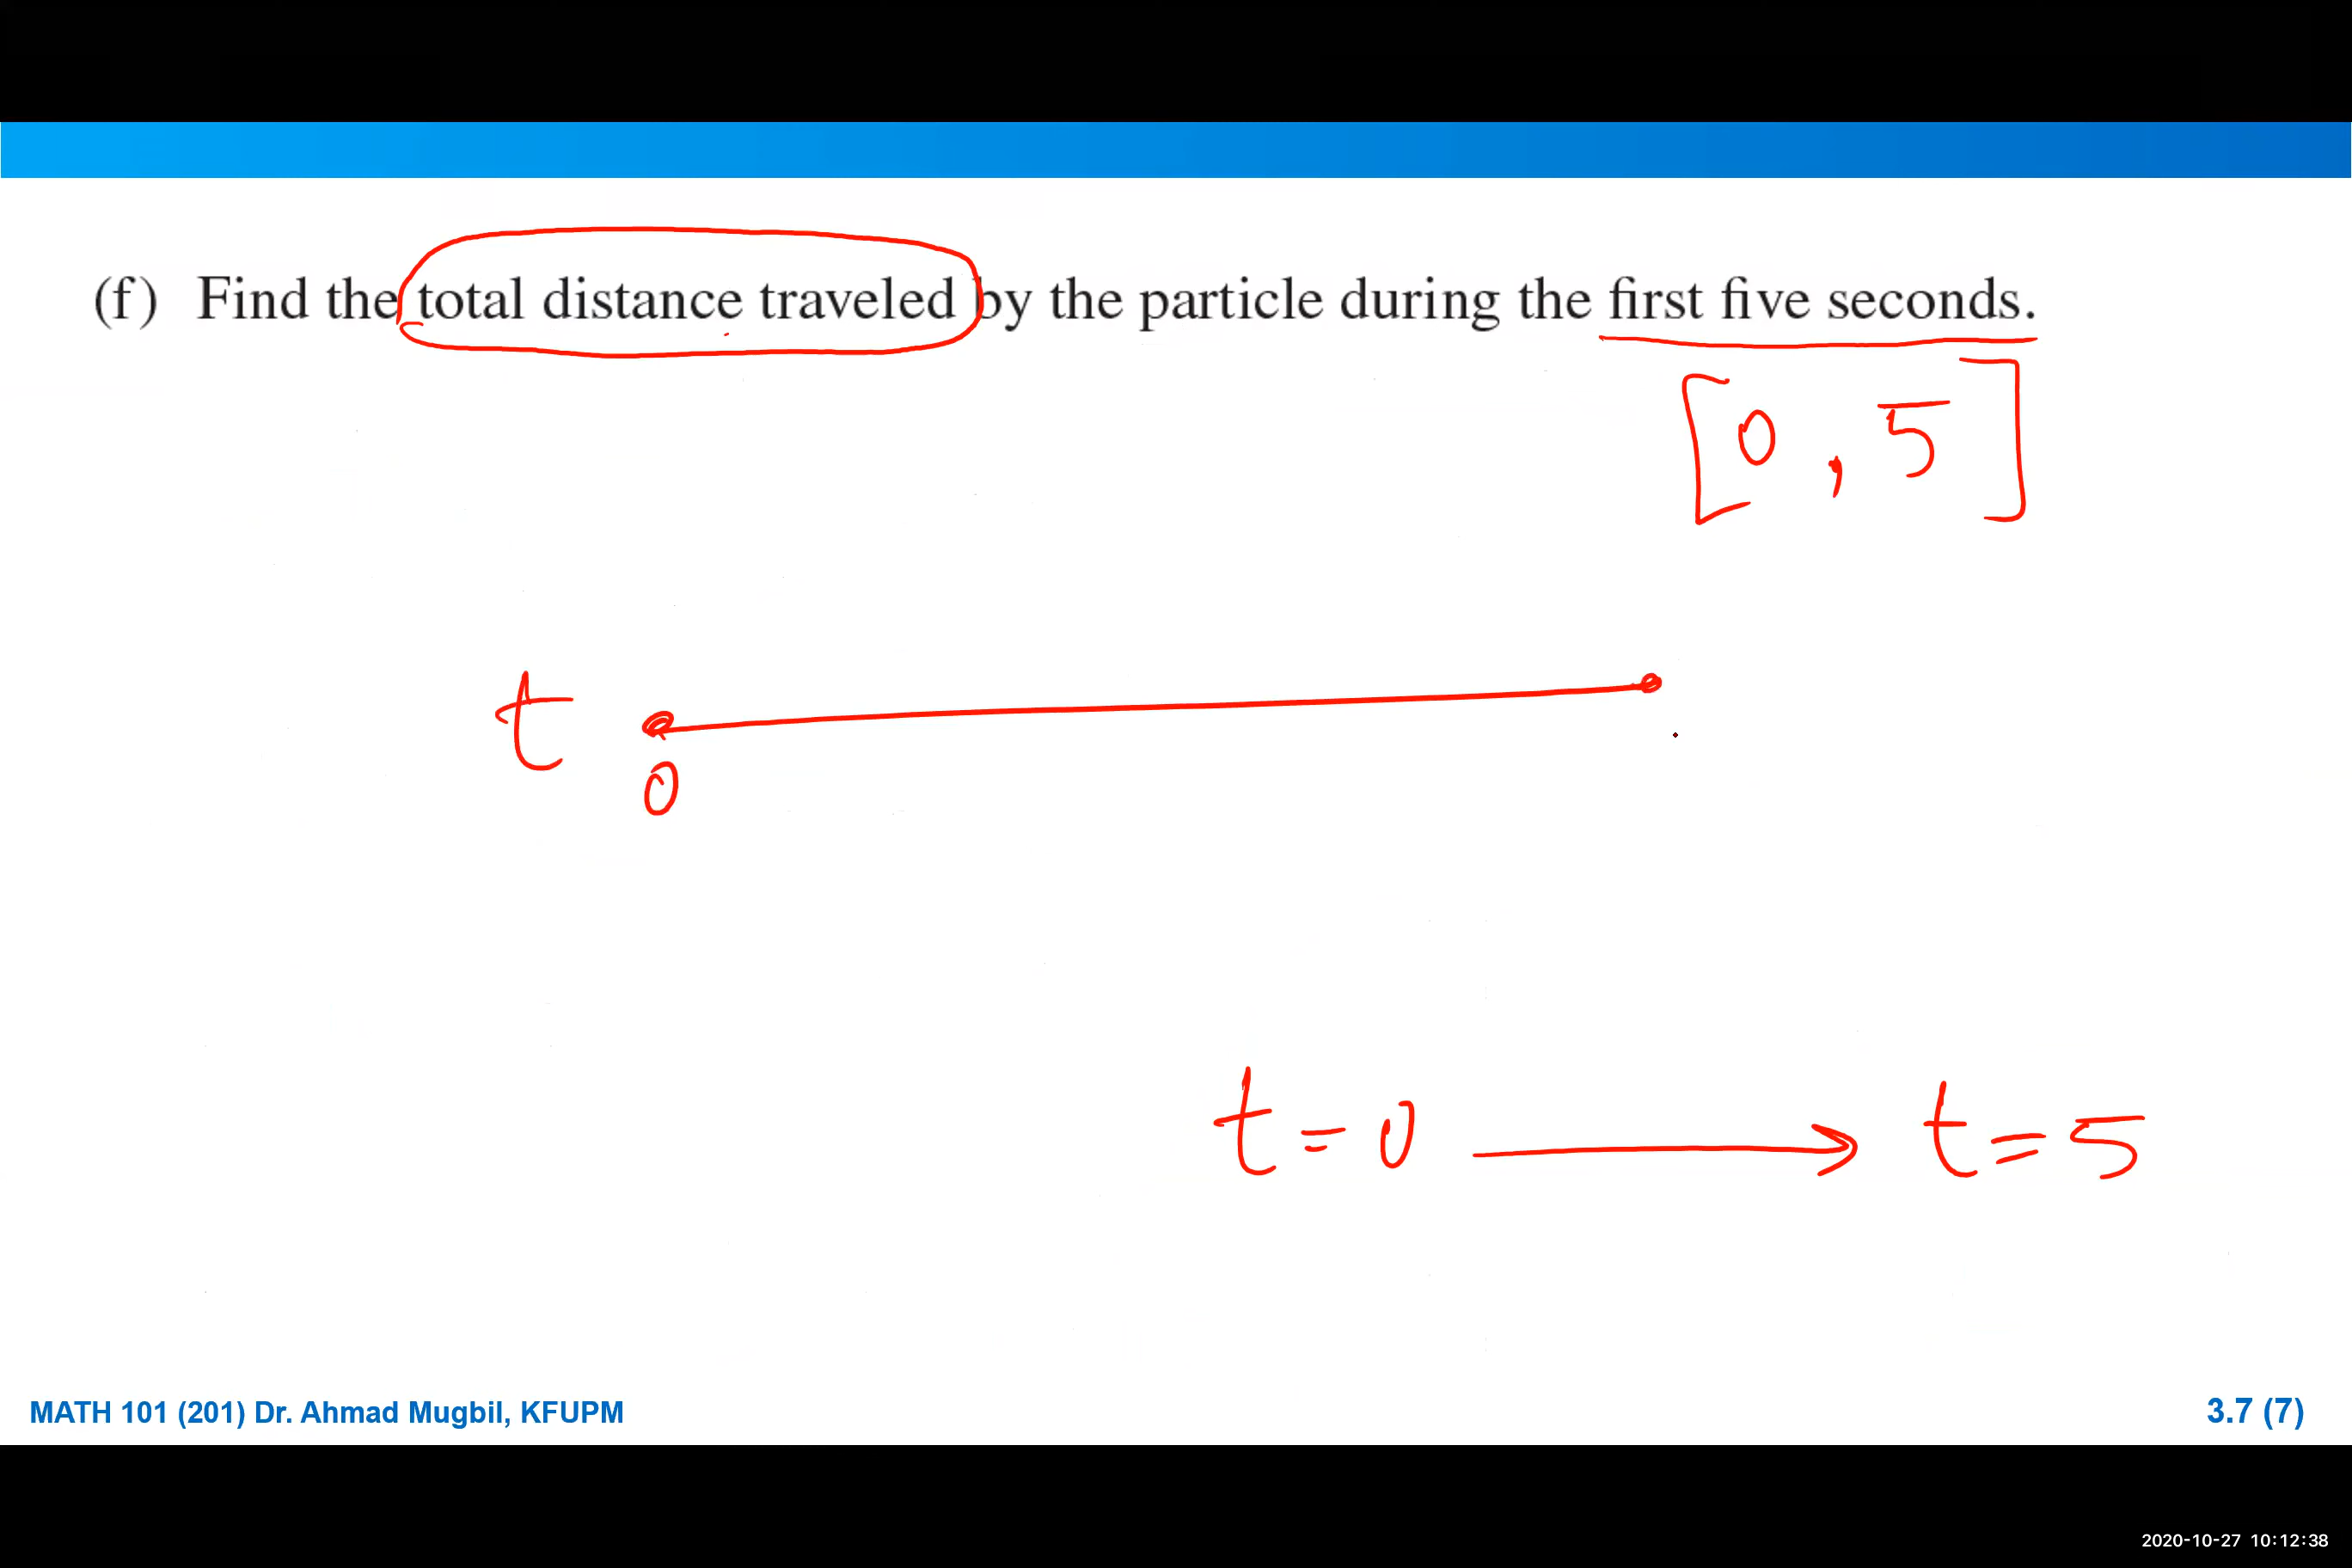 (f) Find the total distance traveled by the particle during the first five seconds.
[0, 5]
t
0
t = 0 → t = 5
MATH 101 (201) Dr. Ahmad Mugbil, KFUPM 3.7 (7)
2020-10-27 10:12:38